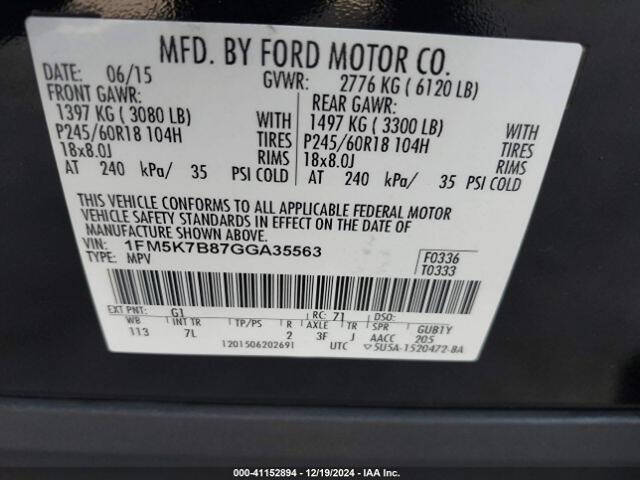 MFD. BY FORD MOTOR CO.
DATE: 06/15 GVWR: 2776 KG ( 6120 LB)
FRONT GAWR: REAR GAWR:
1397 KG ( 3080 LB) WITH 1497 KG ( 3300 LB) WITH
P245/60R18 104H TIRES P245/60R18 104H TIRES
18x8.0J RIMS 18x8.0J RIMS
AT 240 kPa/ 35 PSI COLD AT 240 kPa/ 35 PSI COLD
THIS VEHICLE CONFORMS TO ALL APPLICABLE FEDERAL MOTOR
VEHICLE SAFETY STANDARDS IN EFFECT ON THE DATE OF
MANUFACTURE SHOWN ABOVE.
VIN: 1FM5K7B87GGA35563 F0336
TYPE: MPV T0333
EXT PNT: G1 RC: 71 DSO:
WB INT TR TP/PS R AXLE TR SPR GUB1Y
113 7L 2 3F J AACC 205
1201506202691 UTC 5U5A-1520472-BA
000-41152894 - 12/19/2024 - IAA Inc.